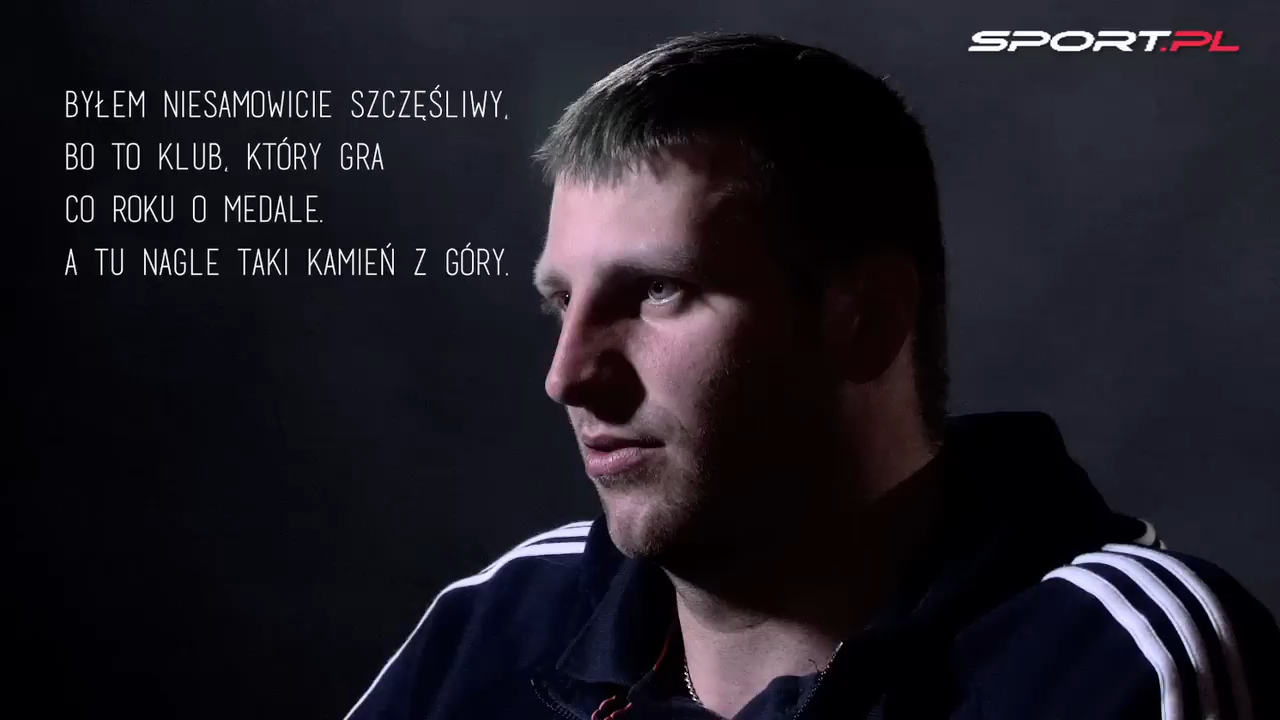 SPORT.PL
BYŁEM NIESAMOWICIE SZCZĘŚLIWY,
BO TO KLUB, KTÓRY GRA
CO ROKU O MEDALE.
A TU NAGLE TAKI KAMIEŃ Z GÓRY.